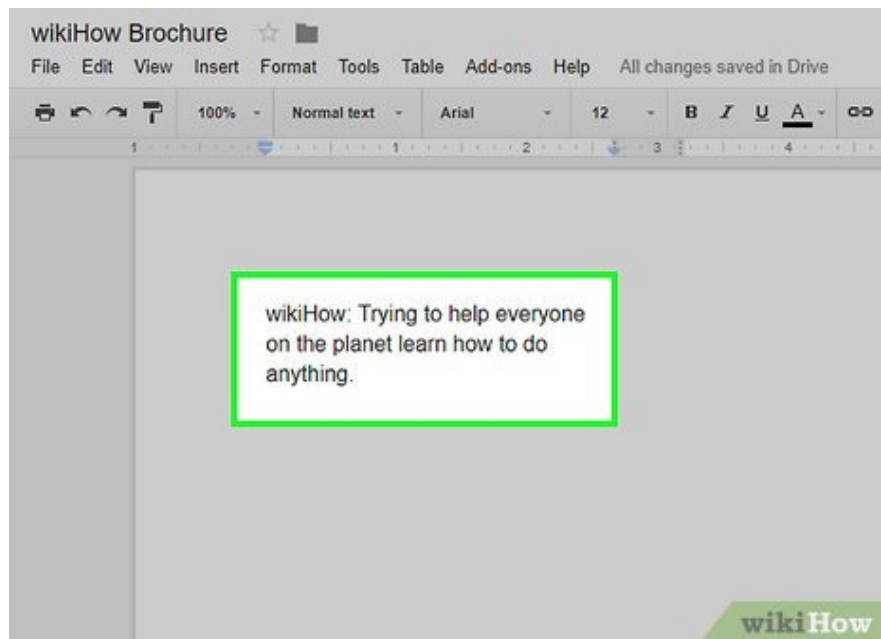 wikiHow Brochure
File Edit View Insert Format Tools Table Add-ons Help All changes saved in Drive
100% Normal text Arial 12 B I U A
1 1 2 3 4
wikiHow: Trying to help everyone
on the planet learn how to do
anything.
wikiHow